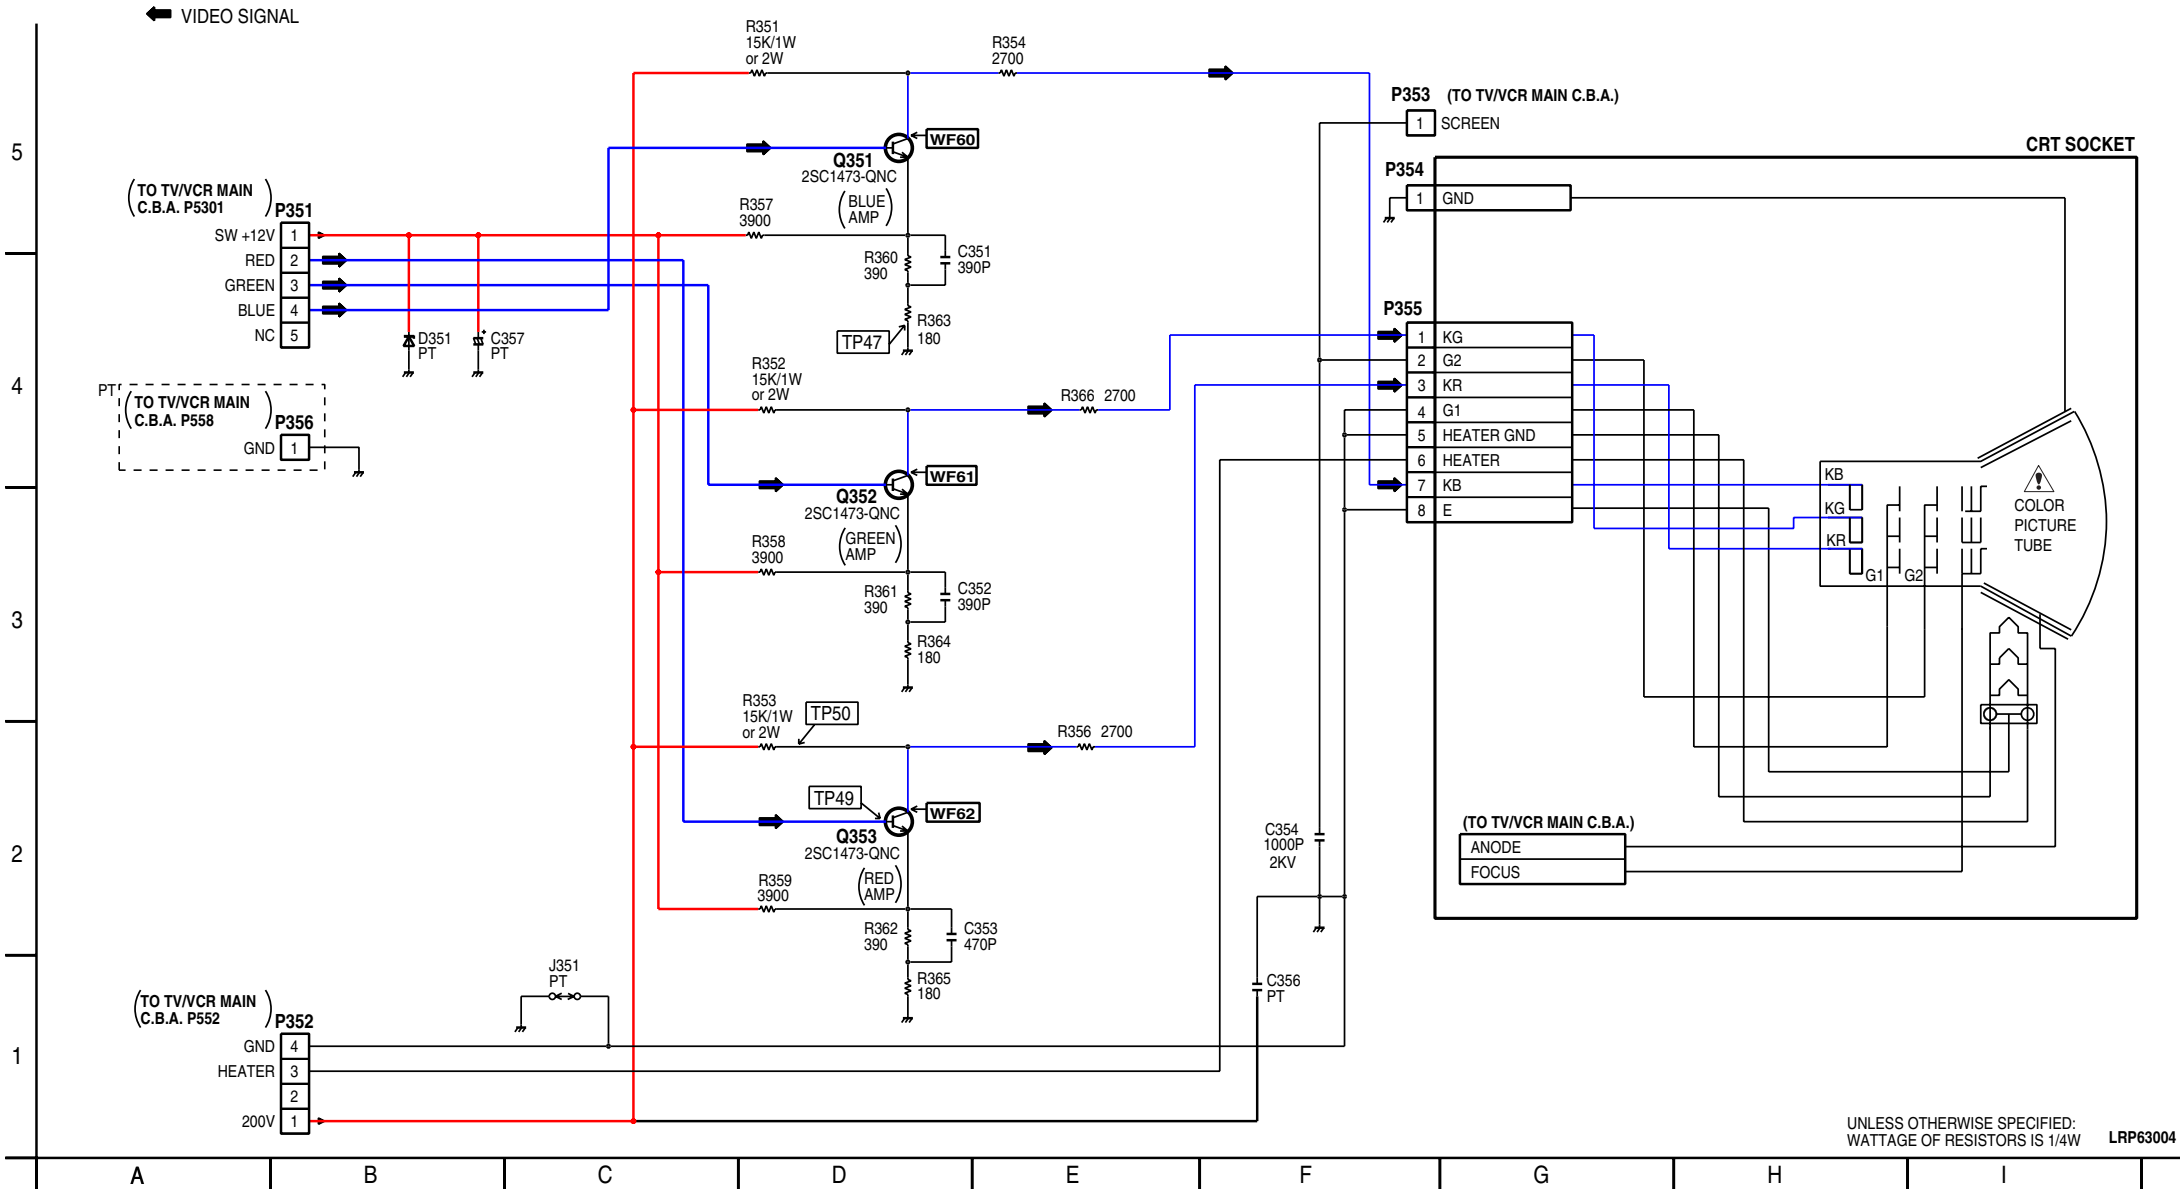 VIDEO SIGNAL
R351
15K/1W
or 2W
R354
2700
P353 (TO TV/VCR MAIN C.B.A.)
1 SCREEN
CRT SOCKET
5
WF60
Q351
2SC1473-QNC
(BLUE
AMP)
P354
1 GND
(TO TV/VCR MAIN
C.B.A. P5301)
P351
SW +12V 1
RED 2
GREEN 3
BLUE 4
NC 5
R357
3900
R360
390
C351
390P
R363
180
TP47
D351
PT
C357
PT
P355
1 KG
2 G2
3 KR
4 G1
5 HEATER GND
6 HEATER
7 KB
8 E
4
PT
(TO TV/VCR MAIN
C.B.A. P558)
P356
GND 1
R352
15K/1W
or 2W
R366 2700
WF61
Q352
2SC1473-QNC
(GREEN
AMP)
R358
3900
R361
390
C352
390P
R364
180
KB
KG
KR
G1
G2
COLOR
PICTURE
TUBE
3
R353
15K/1W
or 2W
TP50
R356 2700
TP49
WF62
Q353
2SC1473-QNC
(RED
AMP)
R359
3900
R362
390
C353
470P
R365
180
C354
1000P
2KV
(TO TV/VCR MAIN C.B.A.)
ANODE
FOCUS
2
J351
PT
C356
PT
(TO TV/VCR MAIN
C.B.A. P552)
P352
GND 4
HEATER 3
2
200V 1
1
UNLESS OTHERWISE SPECIFIED:
WATTAGE OF RESISTORS IS 1/4W
LRP63004
A B C D E F G H I